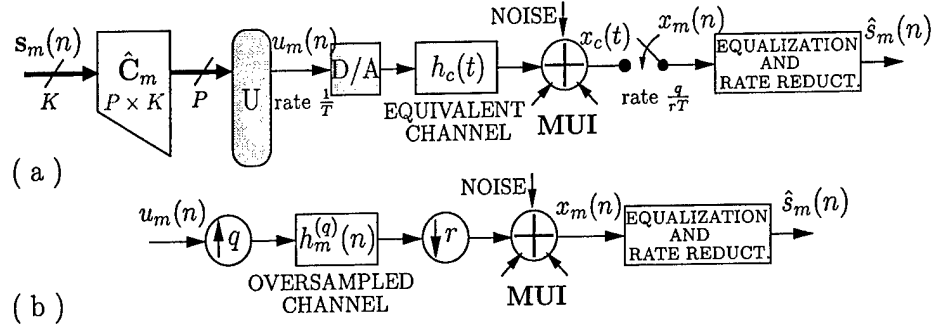 NOISE
s_m(n) K
Ĉ_m
P × K
P
U
u_m(n)
rate 1/T
D/A
h_c(t)
EQUIVALENT
CHANNEL
x_c(t)
MUI
x_m(n)
rate q/rT
EQUALIZATION
AND
RATE REDUCT.
ŝ_m(n)
( a )
NOISE
u_m(n)
↑ q
h_m^(q)(n)
OVERSAMPLED
CHANNEL
↓ r
MUI
x_m(n)
EQUALIZATION
AND
RATE REDUCT.
ŝ_m(n)
( b )